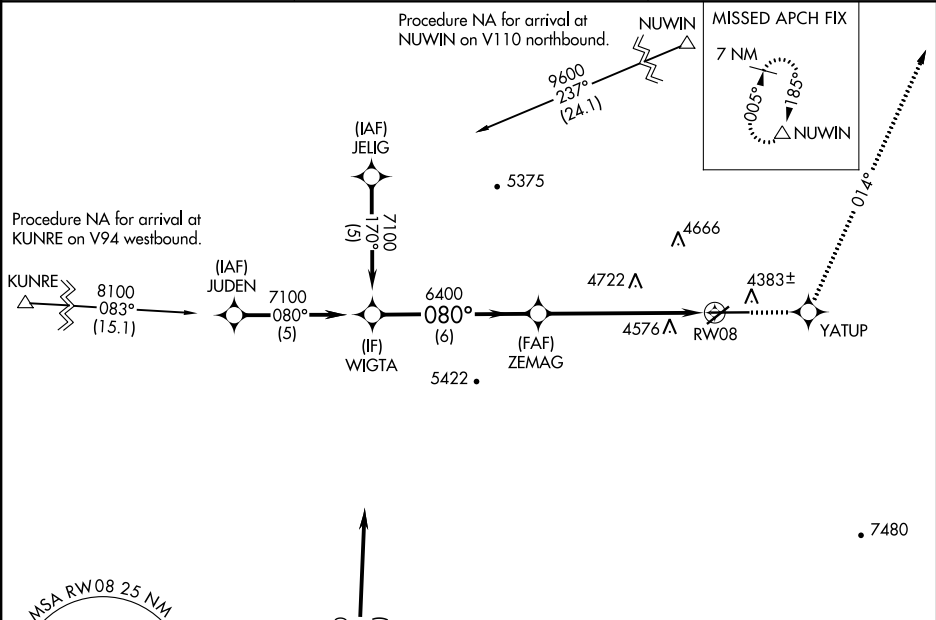 Procedure NA for arrival at
NUWIN on V110 northbound.
NUWIN
9600
237°
(24.1)
MISSED APCH FIX
7 NM
005°
185°
NUWIN
(IAF)
JELIG
7100
170°
(5)
5375
014°
Procedure NA for arrival at
KUNRE on V94 westbound.
KUNRE
8100
083°
(15.1)
(IAF)
JUDEN
7100
080°
(5)
(IF)
WIGTA
6400
080°
(6)
(FAF)
ZEMAG
4666
4722
4576
4383±
RW08
YATUP
5422
7480
MSA RW08 25 NM